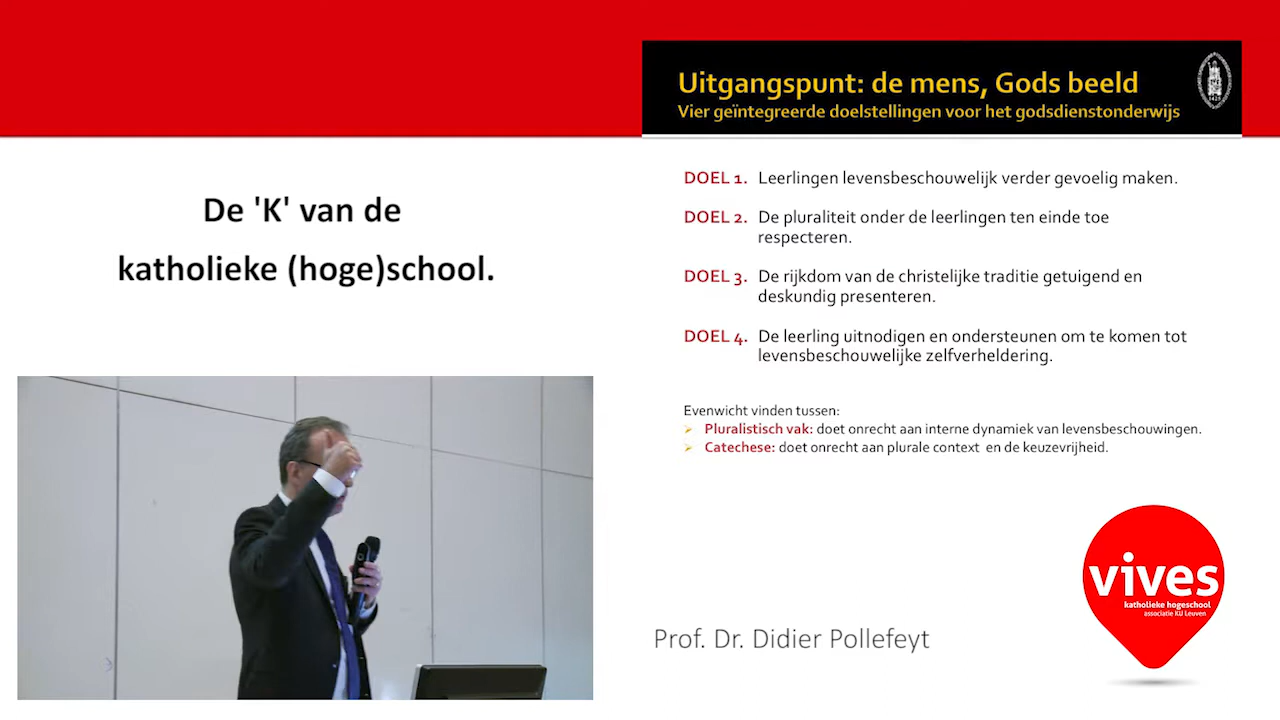 Uitgangspunt: de mens, Gods beeld
Vier geïntegreerde doelstellingen voor het godsdienstonderwijs
De 'K' van de
katholieke (hoge)school.
DOEL 1. Leerlingen levensbeschouwelijk verder gevoelig maken.
DOEL 2. De pluraliteit onder de leerlingen ten einde toe
respecteren.
DOEL 3. De rijkdom van de christelijke traditie getuigend en
deskundig presenteren.
DOEL 4. De leerling uitnodigen en ondersteunen om te komen tot
levensbeschouwelijke zelfverheldering.
Evenwicht vinden tussen:
Pluralistisch vak: doet onrecht aan interne dynamiek van levensbeschouwingen.
Catechese: doet onrecht aan plurale context en de keuzevrijheid.
vives
katholieke hogeschool
associatie KU Leuven
Prof. Dr. Didier Pollefeyt